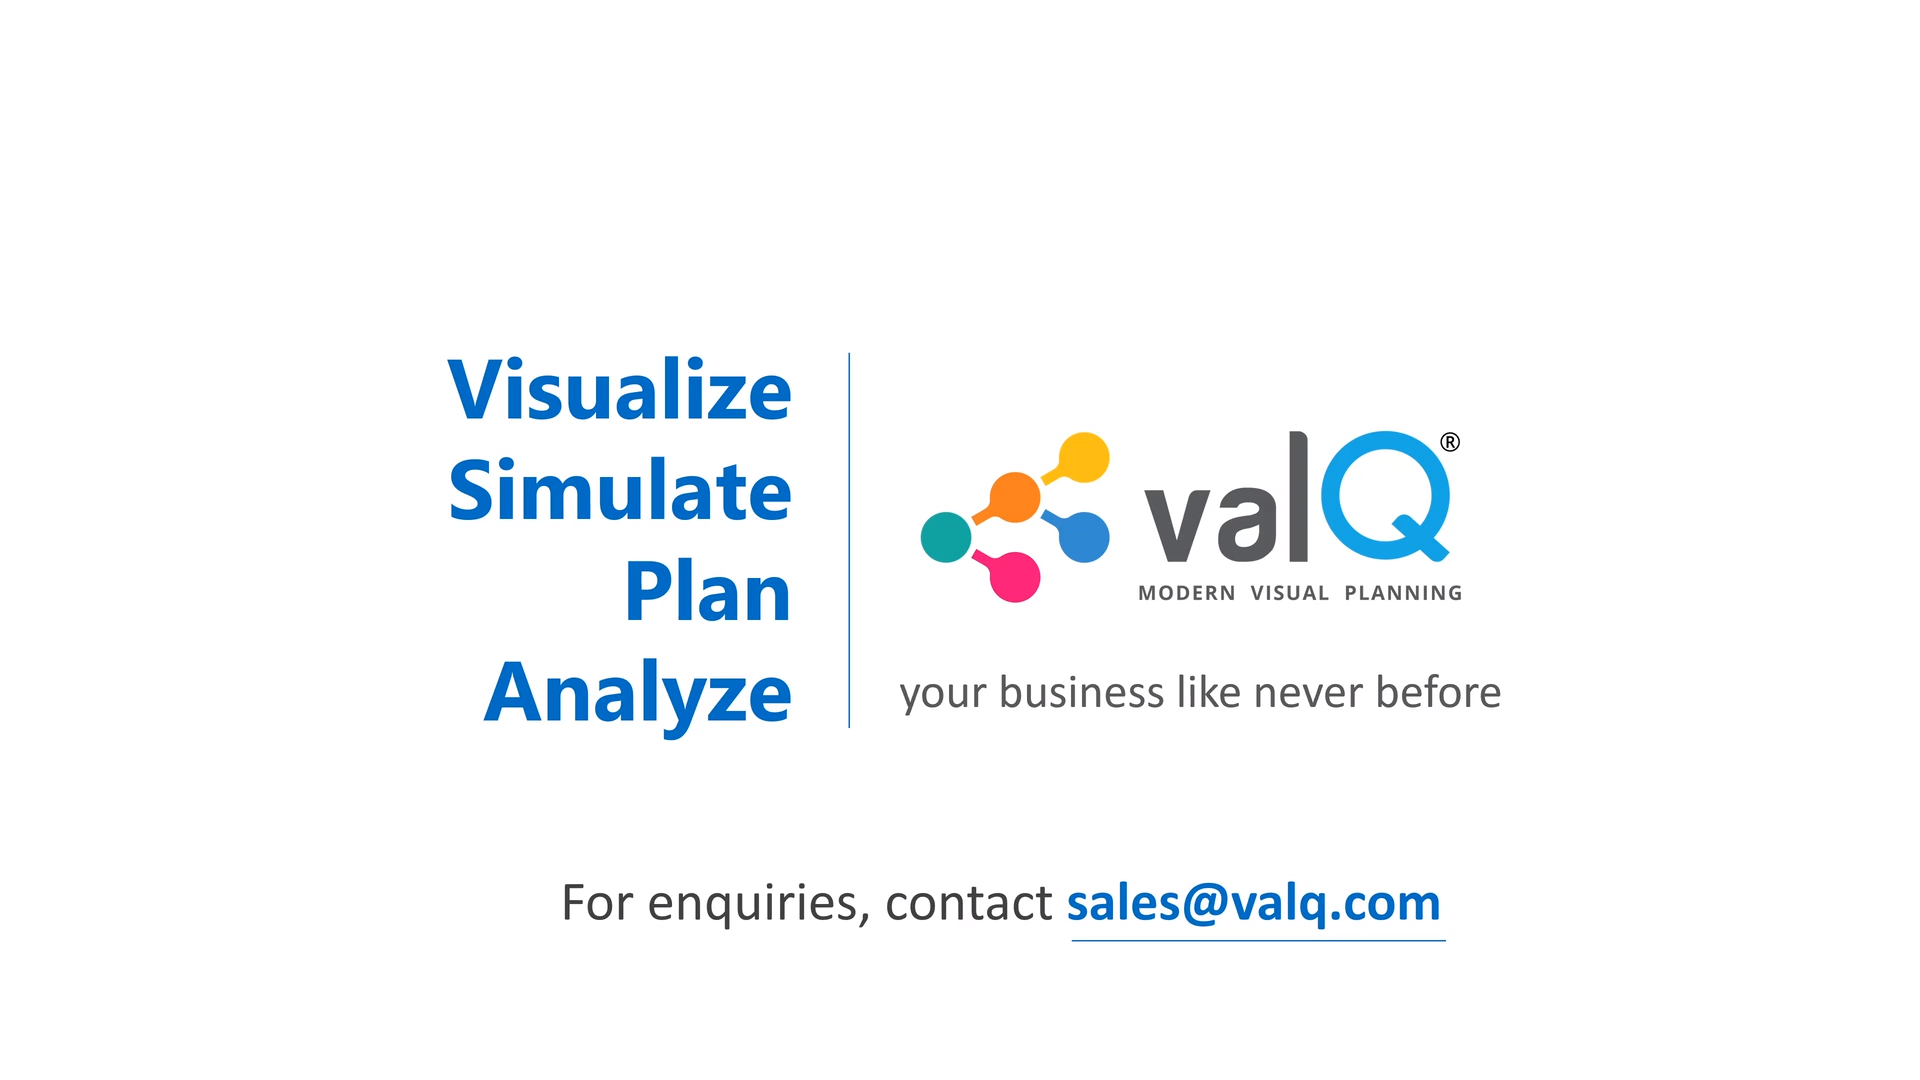 Visualize
Simulate
Plan
Analyze
valQ®
MODERN VISUAL PLANNING
your business like never before
For enquiries, contact sales@valq.com